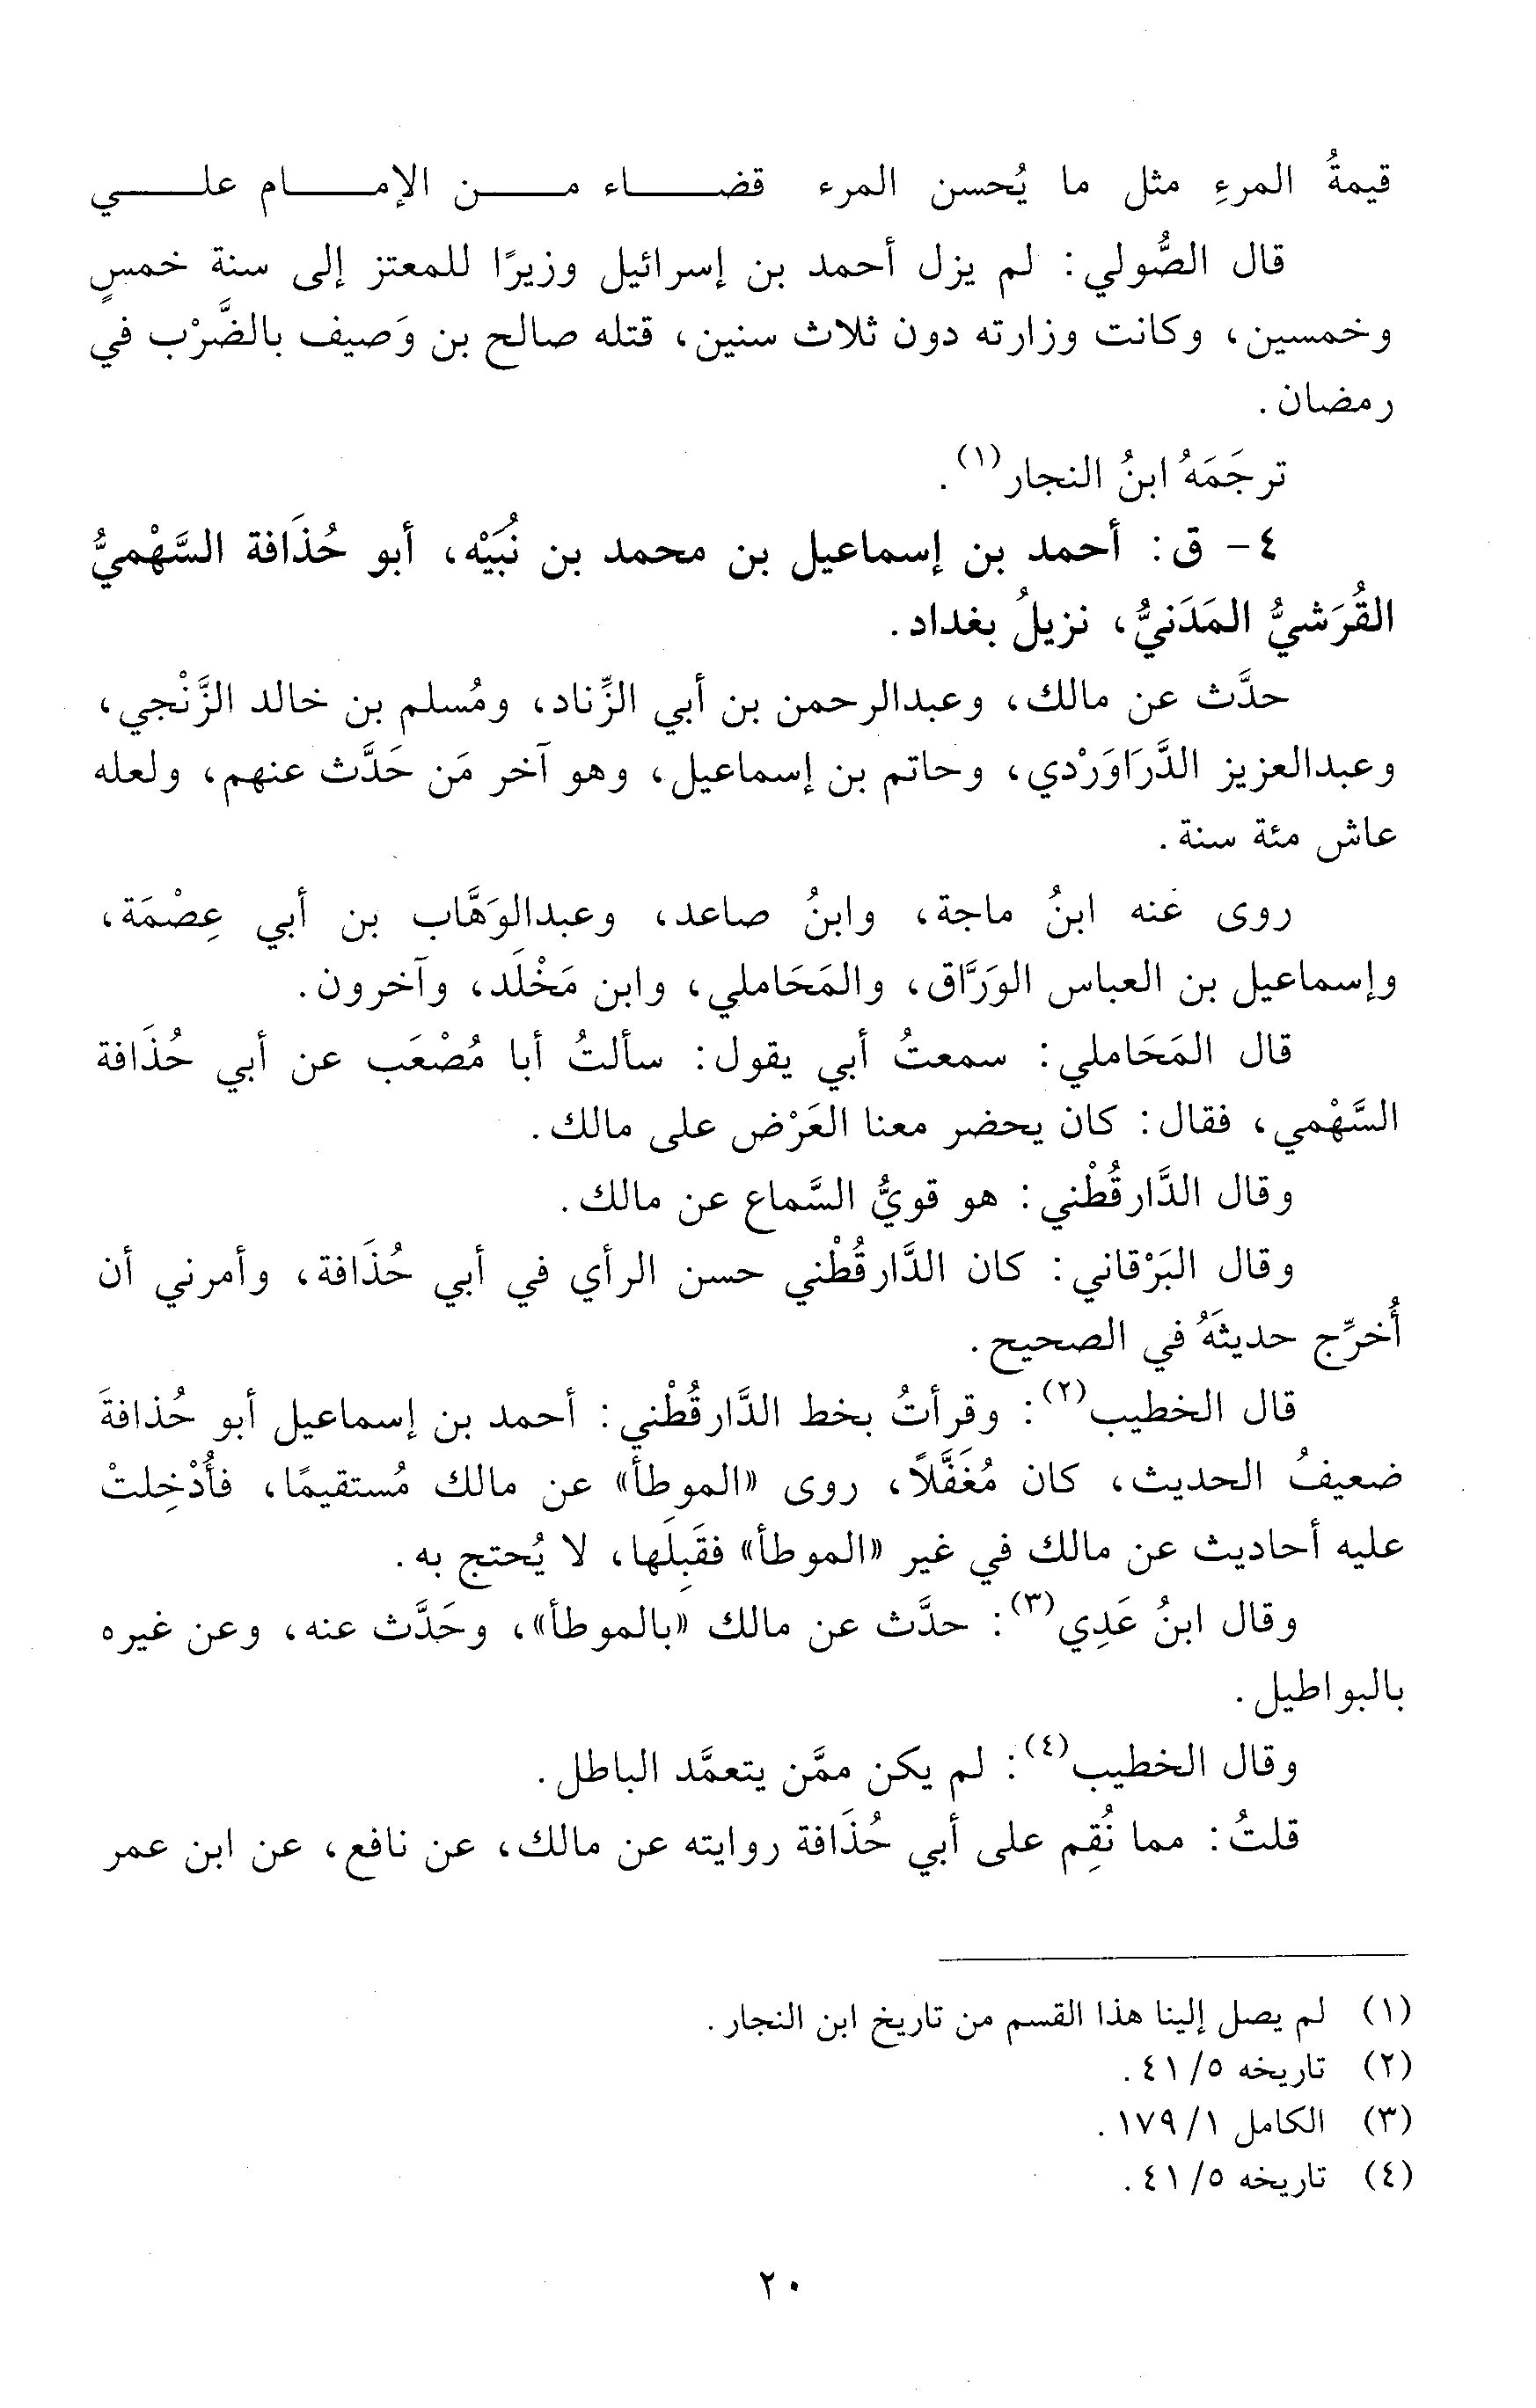 قيمةُ المرءِ مثل ما يُحسن المرء قضـــاء مـــن الإمـــام علـــي
قال الصُّولي: لم يزل أحمد بن إسرائيل وزيرًا للمعتز إلى سنة خمسٍ
وخمسين، وكانت وزارته دون ثلاث سنين، قتله صالح بن وَصيف بالضَّرْب في
رمضان.
ترجَمَهُ ابنُ النجار(١).
٤- ق: أحمد بن إسماعيل بن محمد بن نُبَيْه، أبو حُذَافة السَّهْميُّ
القُرَشيُّ المَدَنيُّ، نزيلُ بغداد.
حدَّث عن مالك، وعبدالرحمن بن أبي الزِّناد، ومُسلم بن خالد الزَّنْجي،
وعبدالعزيز الدَّرَاوَرْدي، وحاتم بن إسماعيل، وهو آخر مَن حَدَّث عنهم، ولعله
عاش مئة سنة.
روى عنه ابنُ ماجة، وابنُ صاعد، وعبدالوَهَّاب بن أبي عِصْمَة،
وإسماعيل بن العباس الوَرَّاق، والمَحَاملي، وابن مَخْلَد، وآخرون.
قال المَحَاملي: سمعتُ أبي يقول: سألتُ أبا مُصْعَب عن أبي حُذَافة
السَّهْمي، فقال: كان يحضر معنا العَرْض على مالك.
وقال الدَّارقُطْني: هو قويُّ السَّماع عن مالك.
وقال البَرْقاني: كان الدَّارقُطْني حسن الرأي في أبي حُذَافة، وأمرني أن
أُخرِّج حديثَهُ في الصحيح.
قال الخطيب(٢): وقرأتُ بخط الدَّارقُطْني: أحمد بن إسماعيل أبو حُذافةَ
ضعيفُ الحديث، كان مُغَفَّلًا، روى «الموطأ» عن مالك مُستقيمًا، فأُدْخِلتْ
عليه أحاديث عن مالك في غير «الموطأ» فقَبِلَها، لا يُحتج به.
وقال ابنُ عَدِي(٣): حدَّث عن مالك «بالموطأ»، وحَدَّث عنه، وعن غيره
بالبواطيل.
وقال الخطيب(٤): لم يكن ممَّن يتعمَّد الباطل.
قلتُ: مما نُقِم على أبي حُذَافة روايته عن مالك، عن نافع، عن ابن عمر
(١) لم يصل إلينا هذا القسم من تاريخ ابن النجار.
(٢) تاريخه ٥/ ٤١.
(٣) الكامل ١/ ١٧٩.
(٤) تاريخه ٥/ ٤١.
٢٠